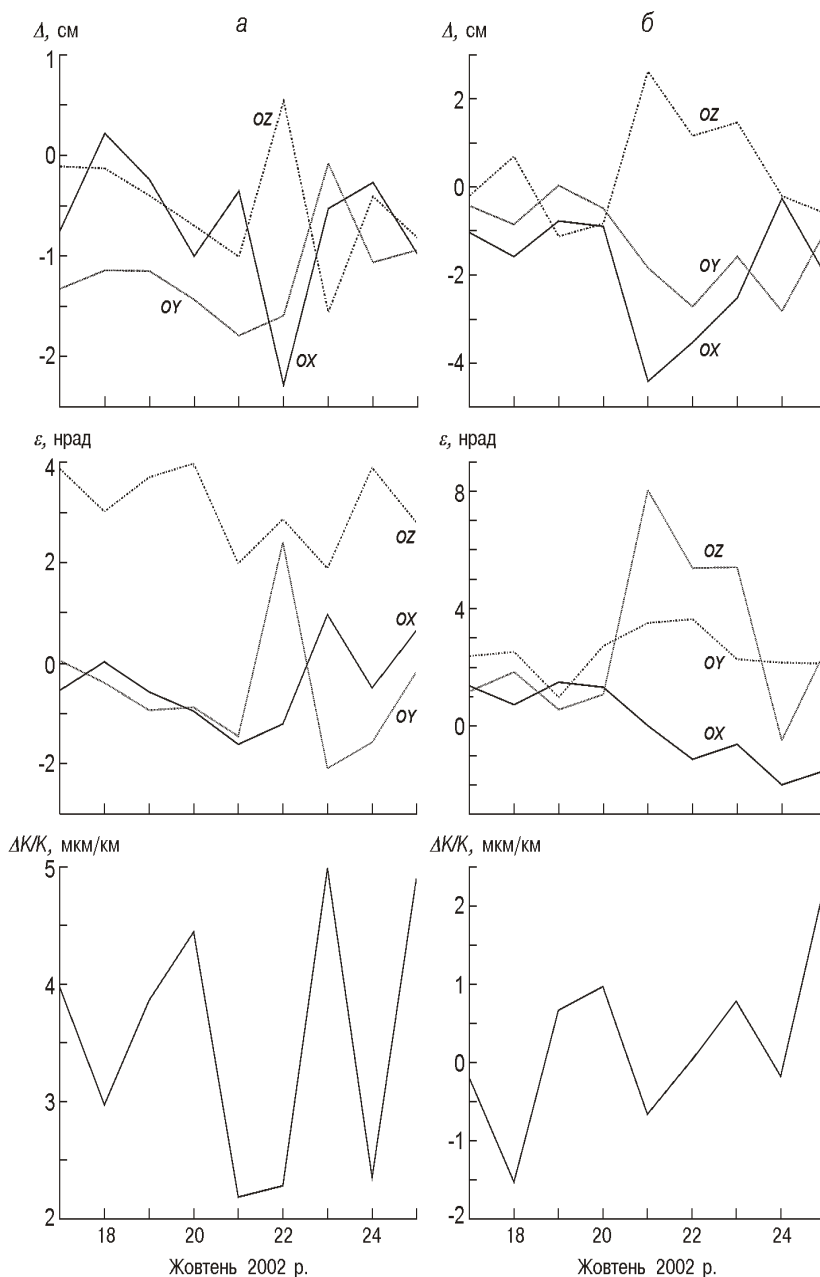 а
Δ, см
1
0
-1
-2
OZ
OY
OX
б
Δ, см
2
0
-2
-4
OZ
OY
OX
ε, нрад
4
2
0
-2
OZ
OX
OY
ε, нрад
8
4
0
OZ
OY
OX
ΔK/K, мкм/км
5
4
3
2
18 20 22 24
Жовтень 2002 р.
ΔK/K, мкм/км
2
1
0
-1
-2
18 20 22 24
Жовтень 2002 р.